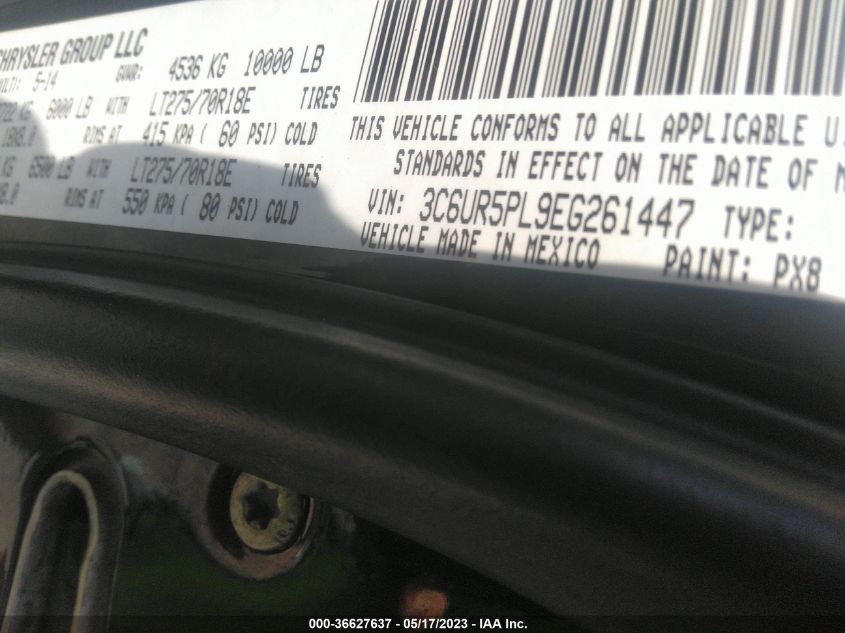 CHRYSLER GROUP LLC
5-14 GVWR: 4536 KG 10000 LB
KG 6000 LB WITH LT275/70R18E TIRES
RIMS AT 415 KPA ( 60 PSI) COLD
KG 6500 LB WITH LT275/70R18E TIRES
RIMS AT 550 KPA ( 80 PSI) COLD
THIS VEHICLE CONFORMS TO ALL APPLICABLE U.
STANDARDS IN EFFECT ON THE DATE OF M
VIN: 3C6UR5PL9EG261447 TYPE:
VEHICLE MADE IN MEXICO PAINT: PX8
000-36627637 - 05/17/2023 - IAA Inc.